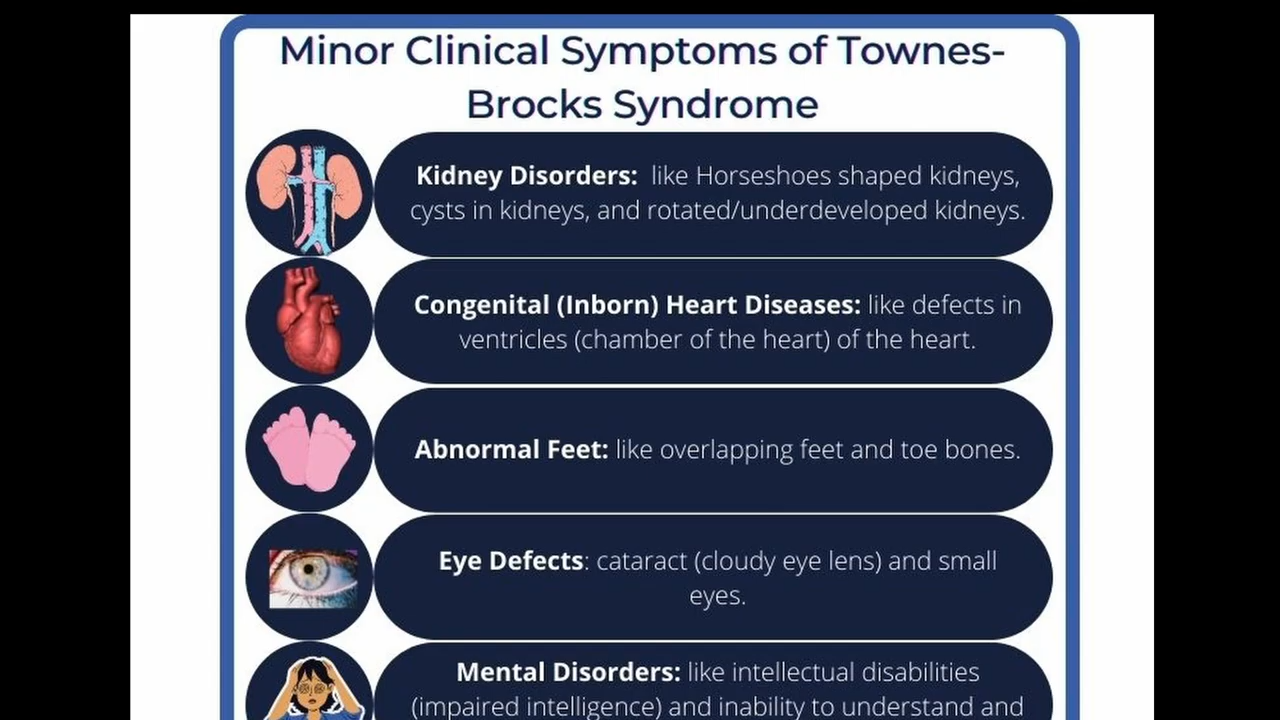 Minor Clinical Symptoms of Townes-
Brocks Syndrome
Kidney Disorders:  like Horseshoes shaped kidneys,
cysts in kidneys, and rotated/underdeveloped kidneys.
Congenital (Inborn) Heart Diseases: like defects in
ventricles (chamber of the heart) of the heart.
Abnormal Feet: like overlapping feet and toe bones.
Eye Defects: cataract (cloudy eye lens) and small
eyes.
Mental Disorders: like intellectual disabilities
(impaired intelligence) and inability to understand and